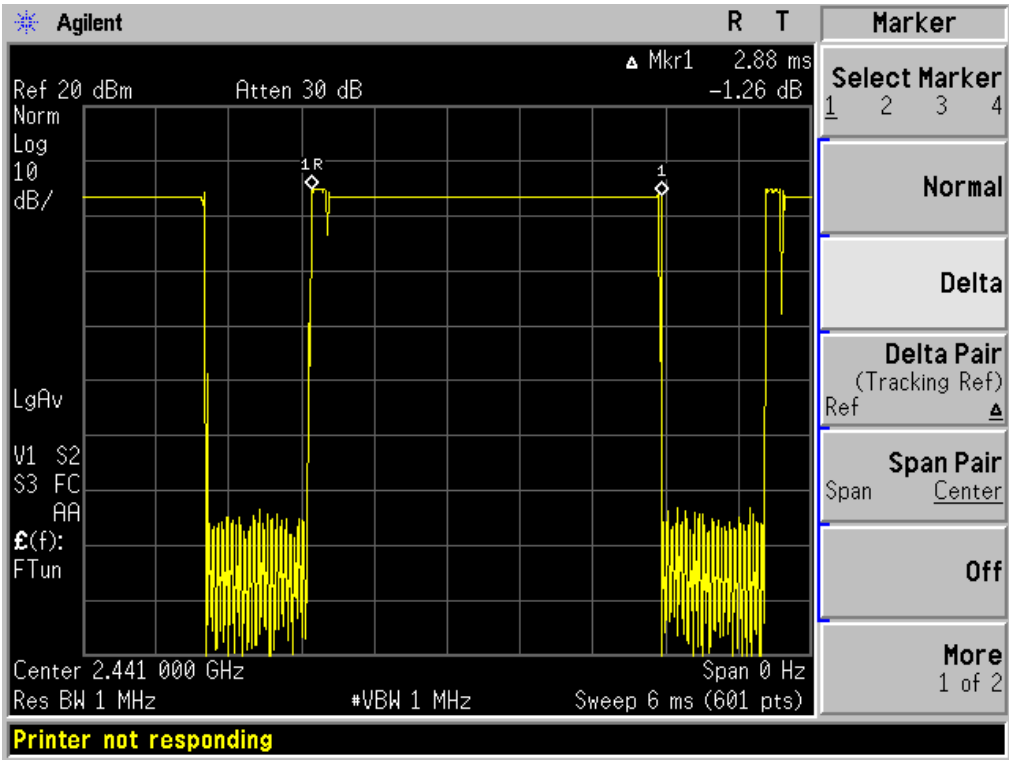 Agilent R T
Δ Mkr1 2.88 ms
Ref 20 dBm Atten 30 dB −1.26 dB
Norm
Log
10
dB/
1R
1
LgAv
V1 S2
S3 FC
AA
£(f):
FTun
Center 2.441 000 GHz Span 0 Hz
Res BW 1 MHz #VBW 1 MHz Sweep 6 ms (601 pts)
Printer not responding
Marker
Select Marker
1 2 3 4
Normal
Delta
Delta Pair
(Tracking Ref)
Ref Δ
Span Pair
Span Center
Off
More
1 of 2